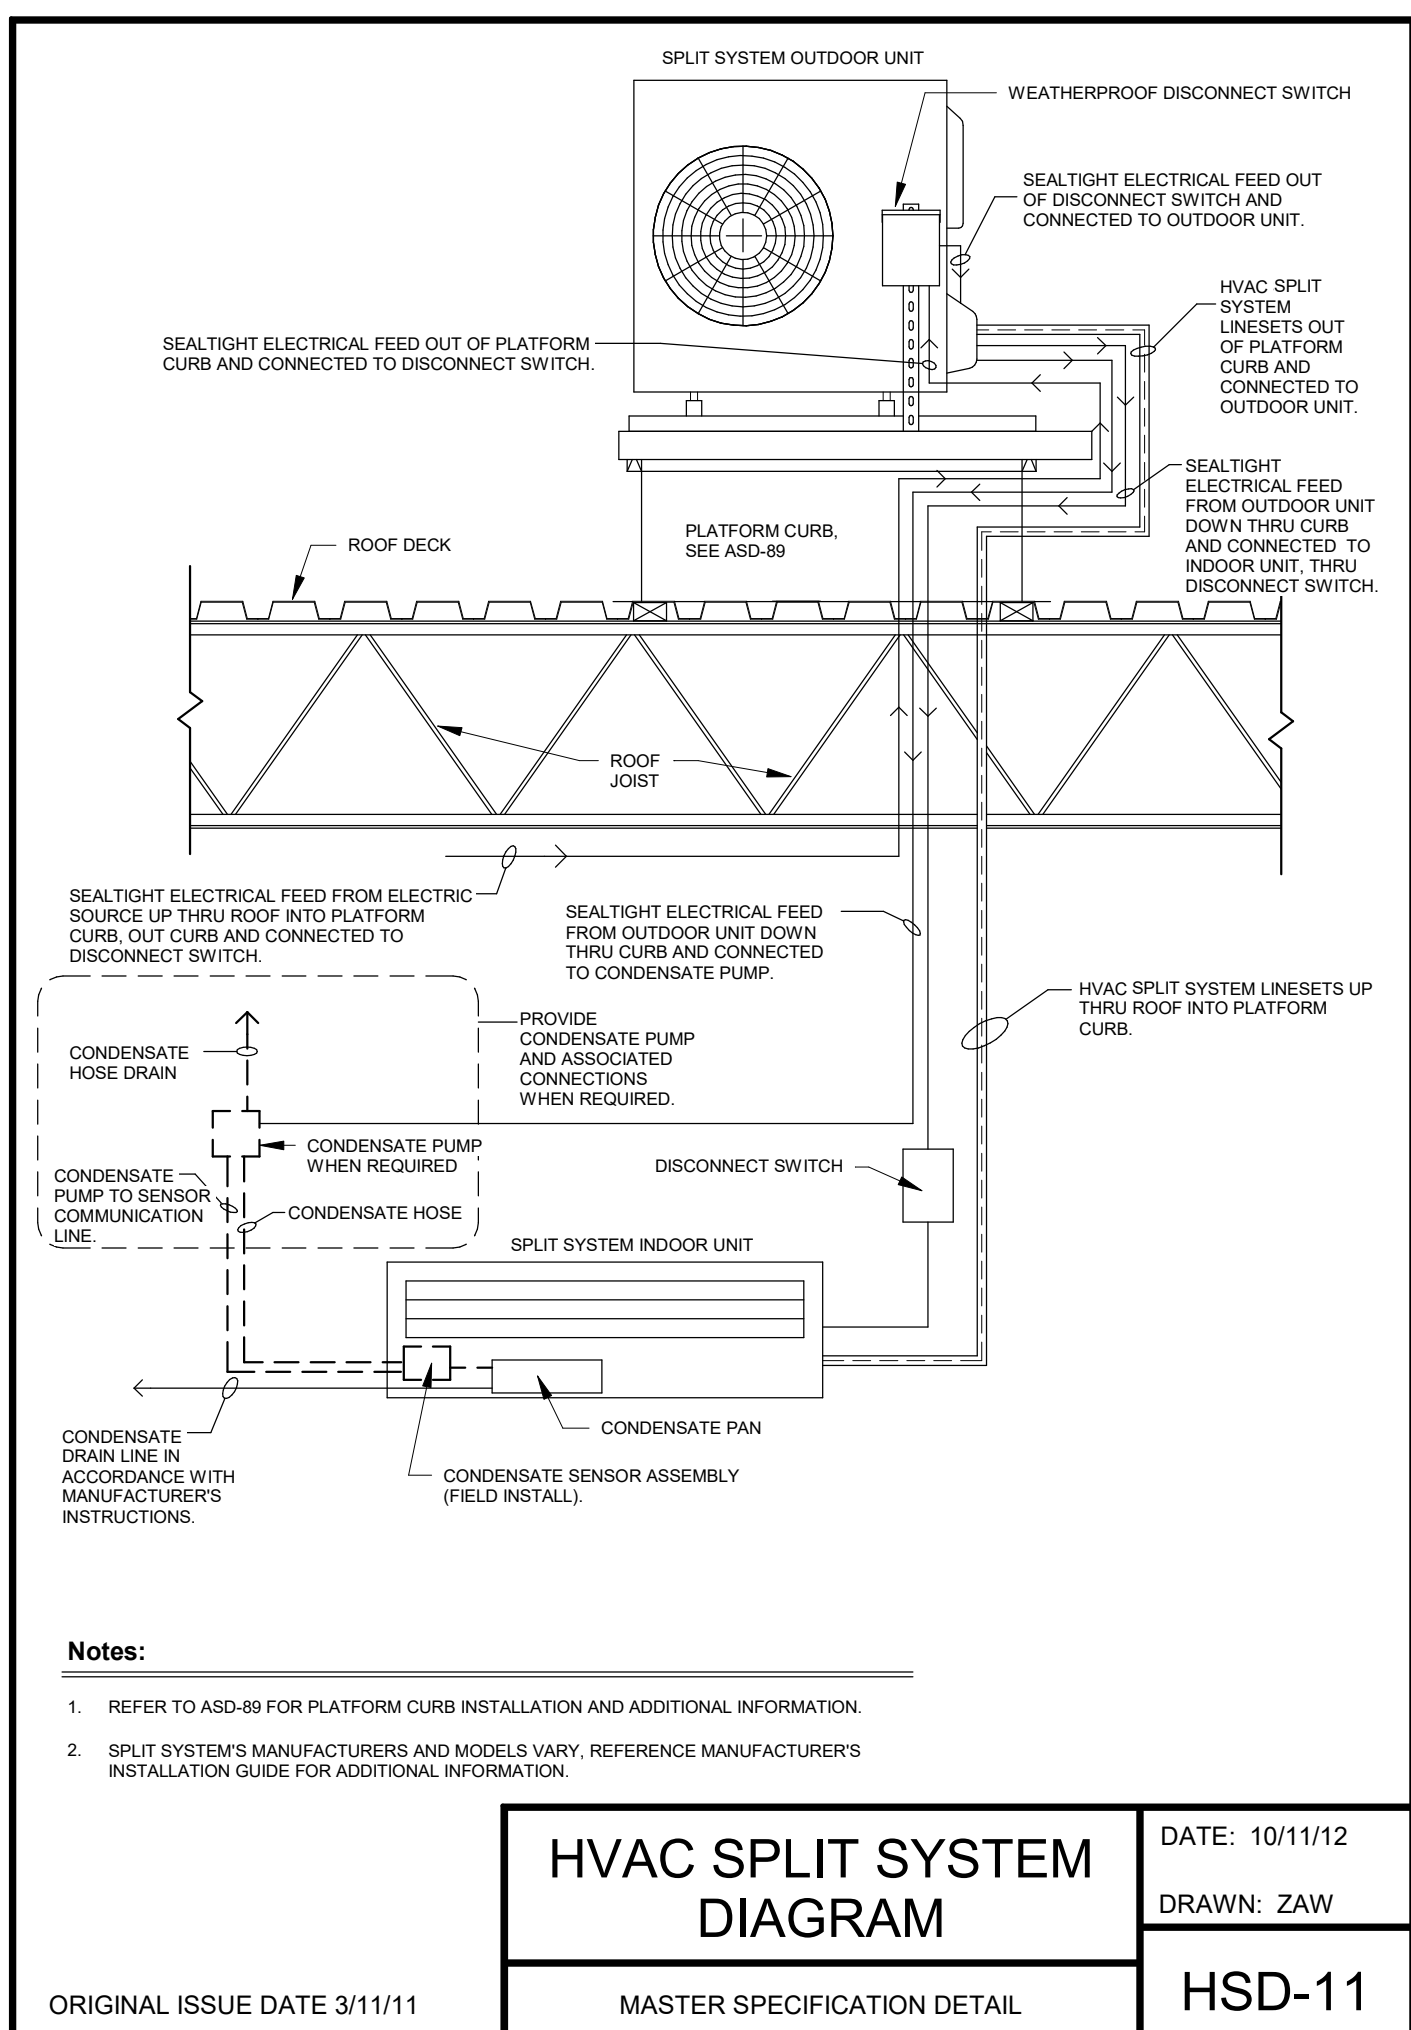 SPLIT SYSTEM OUTDOOR UNIT
WEATHERPROOF DISCONNECT SWITCH
SEALTIGHT ELECTRICAL FEED OUT
OF DISCONNECT SWITCH AND
CONNECTED TO OUTDOOR UNIT.
HVAC SPLIT
SYSTEM
LINESETS OUT
OF PLATFORM
CURB AND
CONNECTED TO
OUTDOOR UNIT.
SEALTIGHT ELECTRICAL FEED OUT OF PLATFORM
CURB AND CONNECTED TO DISCONNECT SWITCH.
SEALTIGHT
ELECTRICAL FEED
FROM OUTDOOR UNIT
DOWN THRU CURB
AND CONNECTED TO
INDOOR UNIT, THRU
DISCONNECT SWITCH.
PLATFORM CURB,
SEE ASD-89
ROOF DECK
ROOF
JOIST
SEALTIGHT ELECTRICAL FEED FROM ELECTRIC
SOURCE UP THRU ROOF INTO PLATFORM
CURB, OUT CURB AND CONNECTED TO
DISCONNECT SWITCH.
SEALTIGHT ELECTRICAL FEED
FROM OUTDOOR UNIT DOWN
THRU CURB AND CONNECTED
TO CONDENSATE PUMP.
HVAC SPLIT SYSTEM LINESETS UP
THRU ROOF INTO PLATFORM
CURB.
PROVIDE
CONDENSATE PUMP
AND ASSOCIATED
CONNECTIONS
WHEN REQUIRED.
CONDENSATE
HOSE DRAIN
CONDENSATE PUMP
WHEN REQUIRED
CONDENSATE
PUMP TO SENSOR
COMMUNICATION
LINE.
CONDENSATE HOSE
DISCONNECT SWITCH
SPLIT SYSTEM INDOOR UNIT
CONDENSATE PAN
CONDENSATE
DRAIN LINE IN
ACCORDANCE WITH
MANUFACTURER'S
INSTRUCTIONS.
CONDENSATE SENSOR ASSEMBLY
(FIELD INSTALL).
Notes:
1. REFER TO ASD-89 FOR PLATFORM CURB INSTALLATION AND ADDITIONAL INFORMATION.
2. SPLIT SYSTEM'S MANUFACTURERS AND MODELS VARY, REFERENCE MANUFACTURER'S
INSTALLATION GUIDE FOR ADDITIONAL INFORMATION.
HVAC SPLIT SYSTEM
DIAGRAM
DATE: 10/11/12
DRAWN: ZAW
ORIGINAL ISSUE DATE 3/11/11
MASTER SPECIFICATION DETAIL
HSD-11